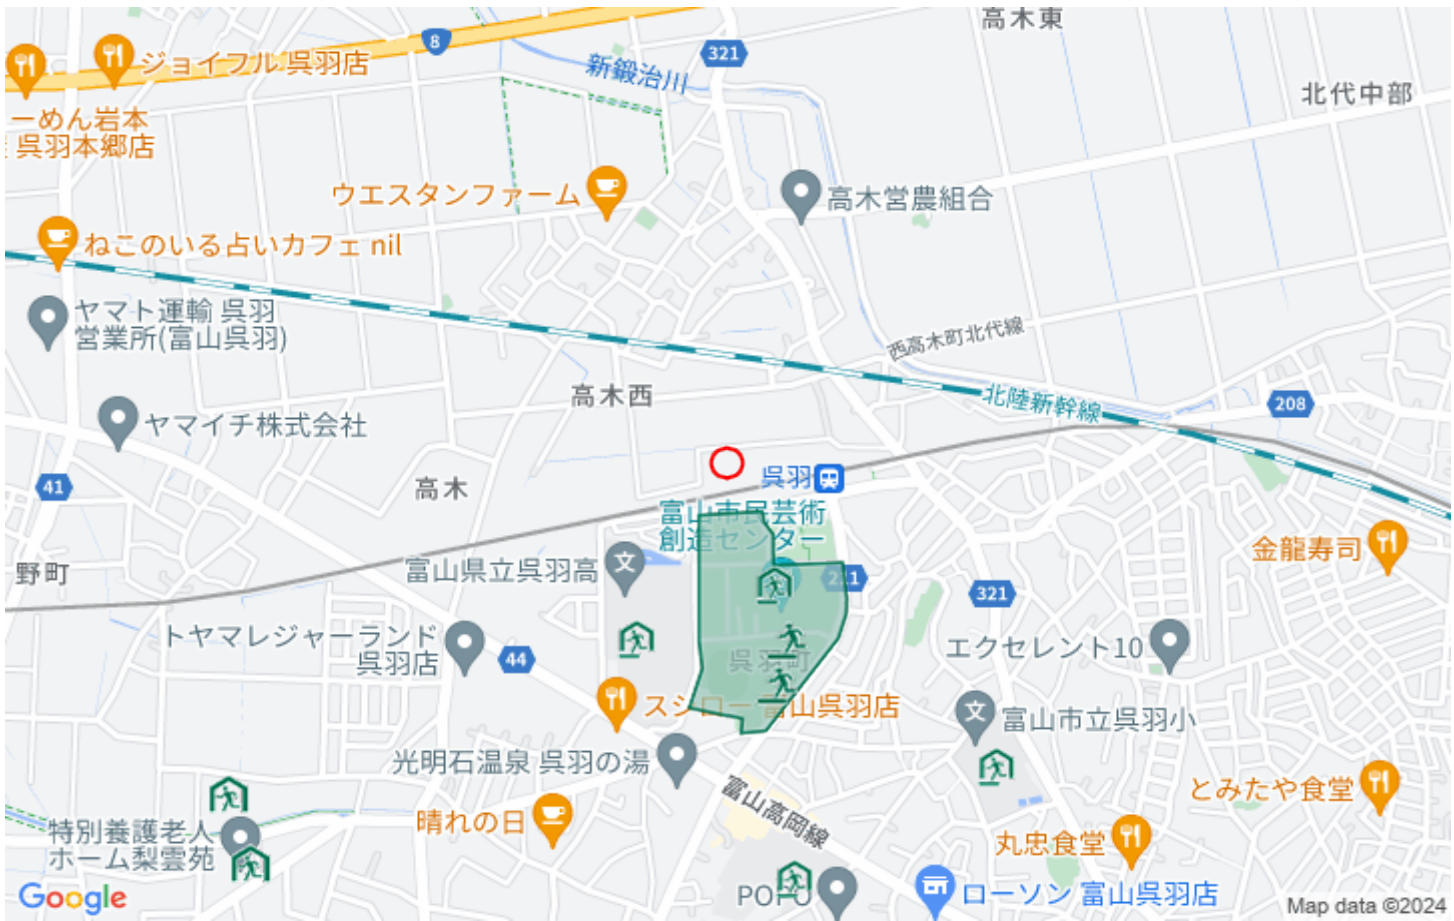 高木東
8
321
ジョイフル 呉羽店
新鍛治川
北代中部
ーめん岩本
呉羽本郷店
ウエスタンファーム
高木営農組合
ねこのいる占いカフェ nil
ヤマト運輸 呉羽
営業所(富山呉羽)
西高木町北代線
高木西
北陸新幹線
208
ヤマイチ株式会社
呉羽
41
高木
富山市民芸術
創造センター
金龍寿司
野町
富山県立呉羽高
文
211
321
トヤマレジャーランド
呉羽店
44
呉羽町
エクセレント10
スシロー 富山呉羽店
文
富山市立呉羽小
光明石温泉 呉羽の湯
富山高岡線
とみたや食堂
晴れの日
特別養護老人
ホーム梨雲苑
丸忠食堂
Google
ローソン 富山呉羽店
Map data ©2024